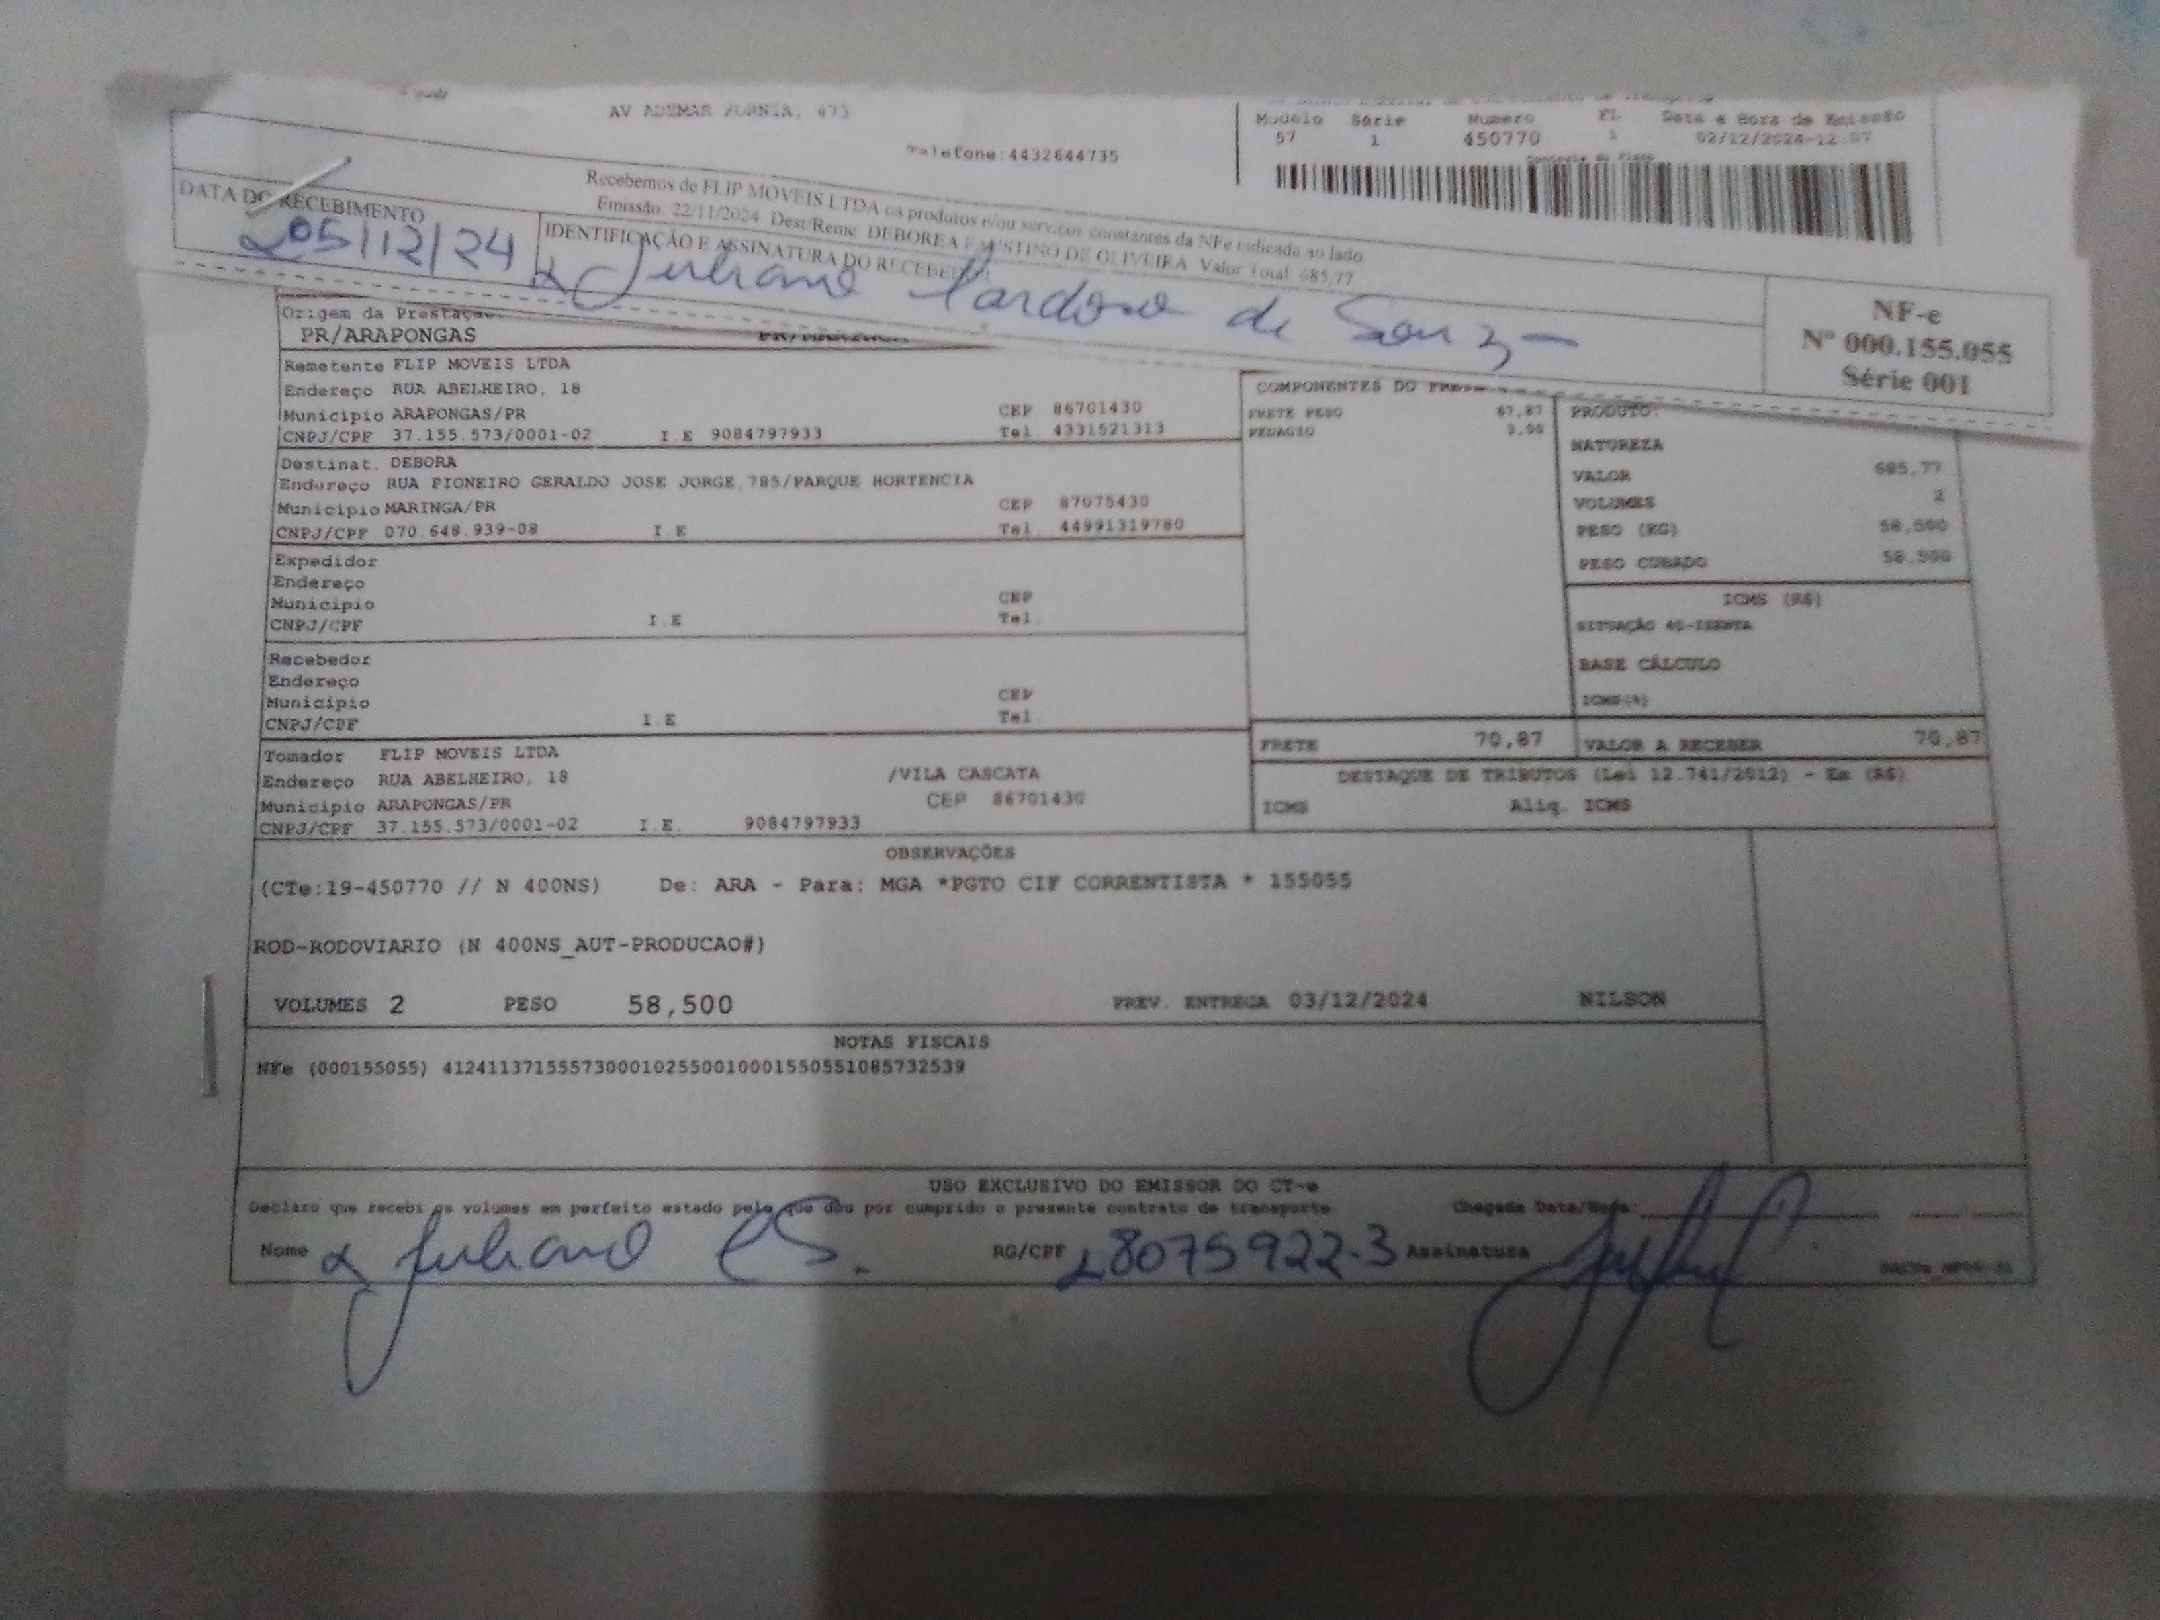 AV ADEMAR BORNIA, 475
Telefone:4432644735
Modelo Série Numero FL Data e Hora de Emissão
57 1 450770 1 02/12/2024-12:07
Recebemos de FLIP MOVEIS LTDA os produtos e/ou serviços constantes da NFe indicada ao lado
Emissão: 22/11/2024 Dest/Reme: DEBOREA FAUSTINO DE OLIVEIRA Valor Total: 685,77
DATA DO RECEBIMENTO
05/12/24
IDENTIFICAÇÃO E ASSINATURA DO RECEBEDOR
Juliano Cardoso de Souza
NF-e
Nº 000.155.055
Série 001
Origem da Prestação
PR/ARAPONGAS
Remetente FLIP MOVEIS LTDA
Endereço RUA ABELHEIRO, 18
Municipio ARAPONGAS/PR CEP 86701430
CNPJ/CPF 37.155.573/0001-02 I.E 9084797933 Tel. 4331521313
Destinat. DEBORA
Endereço RUA PIONEIRO GERALDO JOSE JORGE,785/PARQUE HORTENCIA
Municipio MARINGA/PR CEP 87075430
CNPJ/CPF 070.648.939-08 I.E Tel. 44991319780
Expedidor
Endereço
Municipio CEP
CNPJ/CPF I.E Tel.
Recebedor
Endereço
Municipio CEP
CNPJ/CPF I.E Tel.
Tomador FLIP MOVEIS LTDA
Endereço RUA ABELHEIRO, 18 /VILA CASCATA
Municipio ARAPONGAS/PR CEP 86701430
CNPJ/CPF 37.155.573/0001-02 I.E. 9084797933
COMPONENTES DO FRETE
FRETE PESO 67,87
PEDAGIO
PRODUTO:
NATUREZA
VALOR 685,77
VOLUMES 2
PESO (KG) 58,500
PESO CUBADO 58,500
ICMS (R$)
SITUAÇÃO 40-ISENTA
BASE CÁLCULO
ICMS(%)
FRETE 70,87 VALOR A RECEBER 70,87
DESTAQUE DE TRIBUTOS (Lei 12.741/2012) - Em (R$)
ICMS Aliq. ICMS
OBSERVAÇÕES
(CTe:19-450770 // N 400NS) De: ARA - Para: MGA *PGTO CIF CORRENTISTA * 155055
ROD-RODOVIARIO (N 400NS_AUT-PRODUCAO#)
VOLUMES 2 PESO 58,500 PREV. ENTREGA 03/12/2024 NILSON
NOTAS FISCAIS
NFe (000155055) 41241137155573000102550010001550551085732539
USO EXCLUSIVO DO EMISSOR DO CT-e
Declaro que recebi os volumes em perfeito estado pelo que dou por cumprido o presente contrato de transporte Chegada Data/Hora:
Nome Juliano CS. RG/CPF 8075922-3 Assinatura